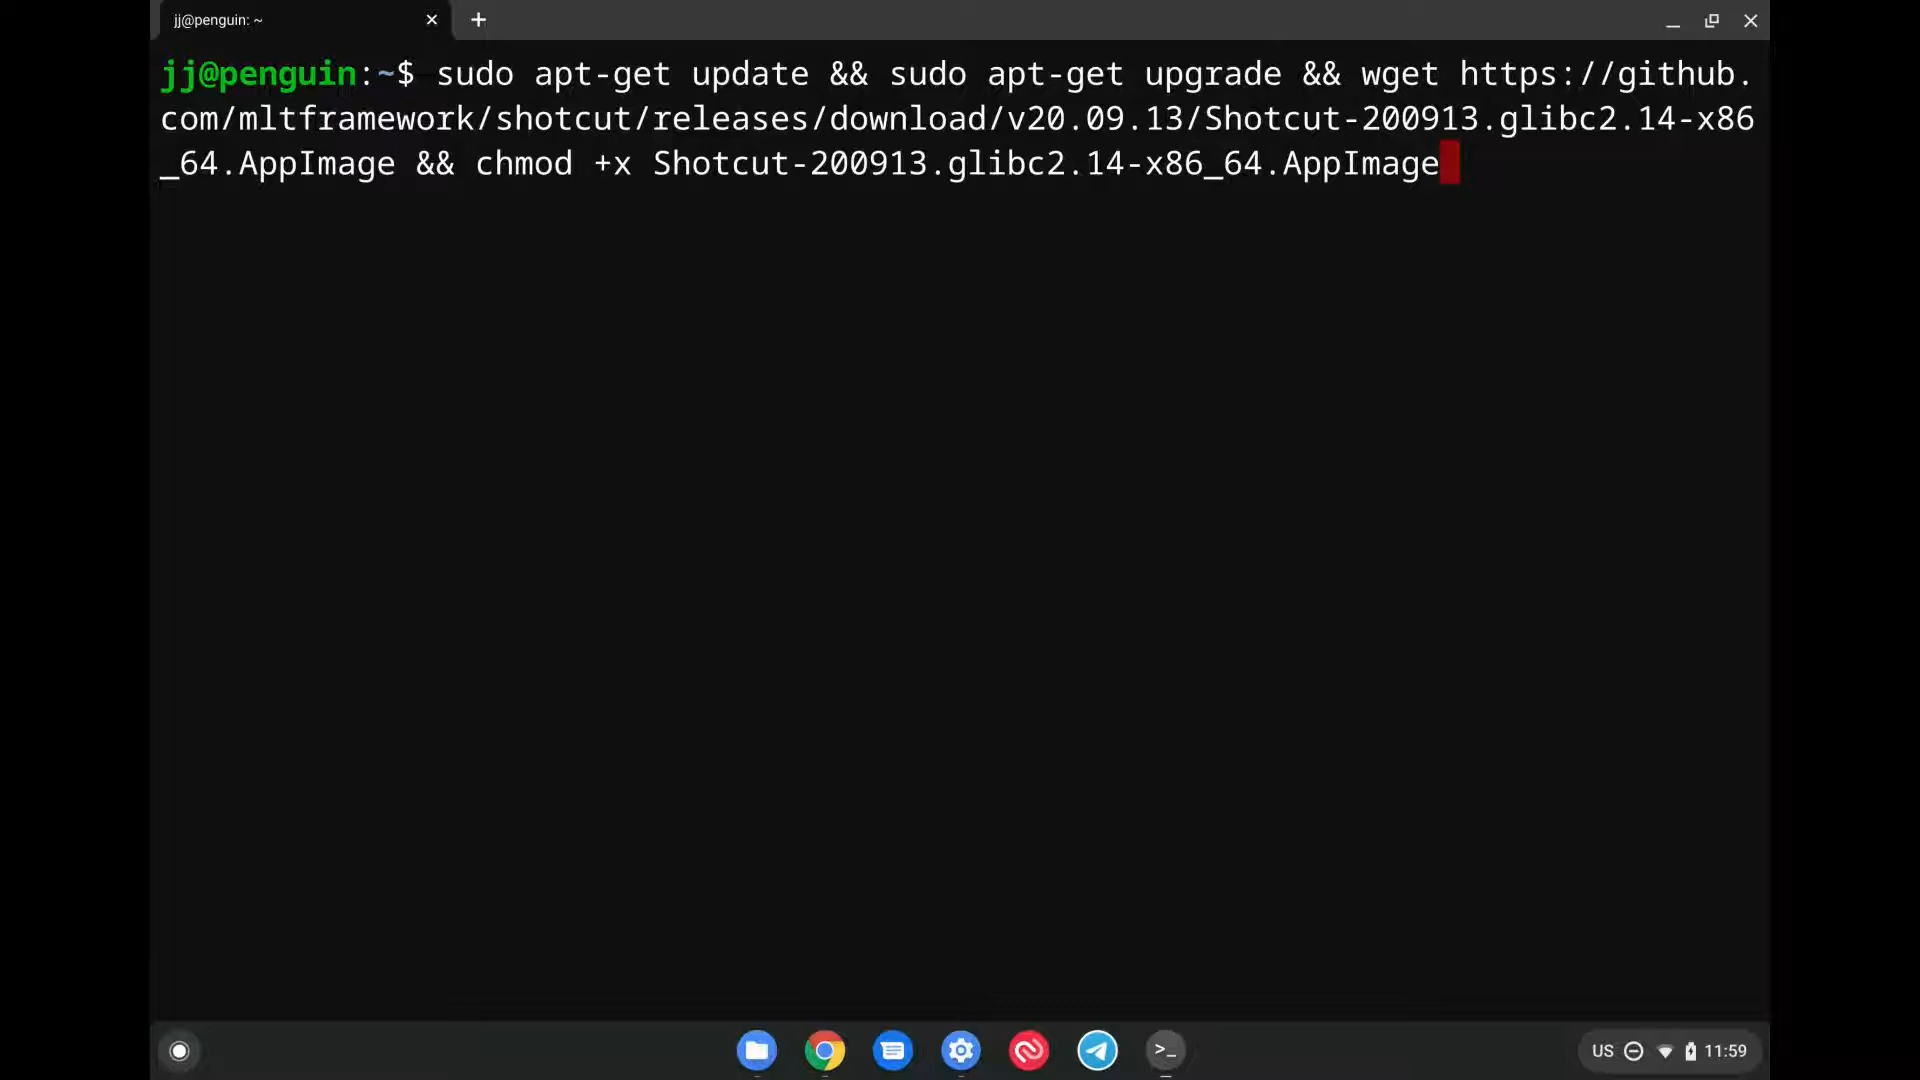 jj@penguin: ~
jj@penguin:~$ sudo apt-get update && sudo apt-get upgrade && wget https://github.
com/mltframework/shotcut/releases/download/v20.09.13/Shotcut-200913.glibc2.14-x86
_64.AppImage && chmod +x Shotcut-200913.glibc2.14-x86_64.AppImage
US 11:59